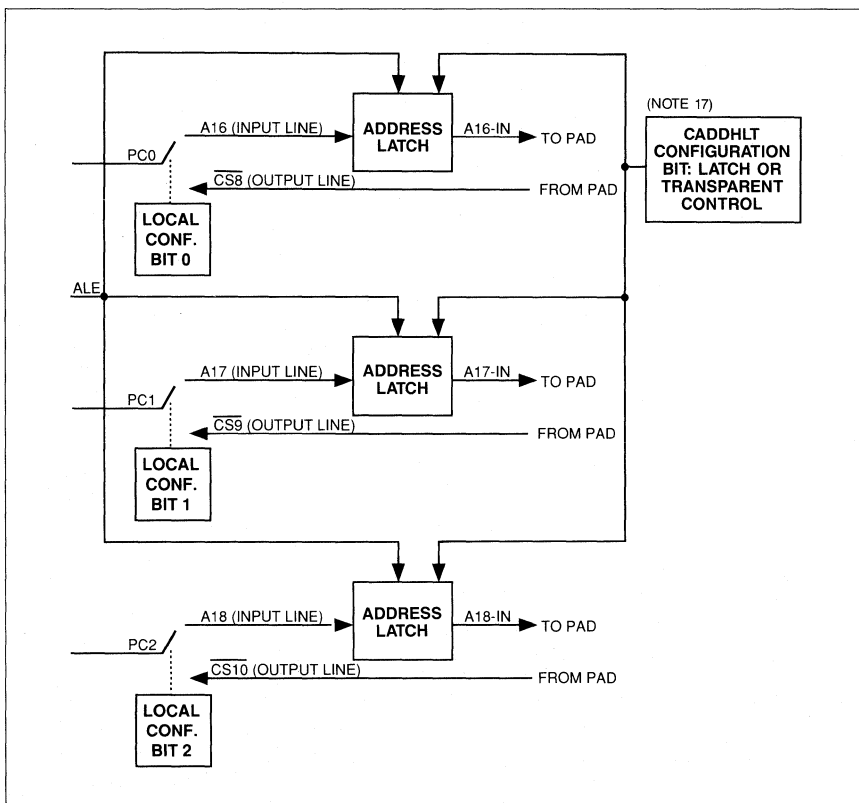 (NOTE 17)
CADDHLT
CONFIGURATION
BIT: LATCH OR
TRANSPARENT
CONTROL
A16 (INPUT LINE)
ADDRESS
LATCH
A16-IN
TO PAD
PC0
CS8 (OUTPUT LINE)
FROM PAD
LOCAL
CONF.
BIT 0
ALE
A17 (INPUT LINE)
ADDRESS
LATCH
A17-IN
TO PAD
PC1
CS9 (OUTPUT LINE)
FROM PAD
LOCAL
CONF.
BIT 1
A18 (INPUT LINE)
ADDRESS
LATCH
A18-IN
TO PAD
PC2
CS10 (OUTPUT LINE)
FROM PAD
LOCAL
CONF.
BIT 2